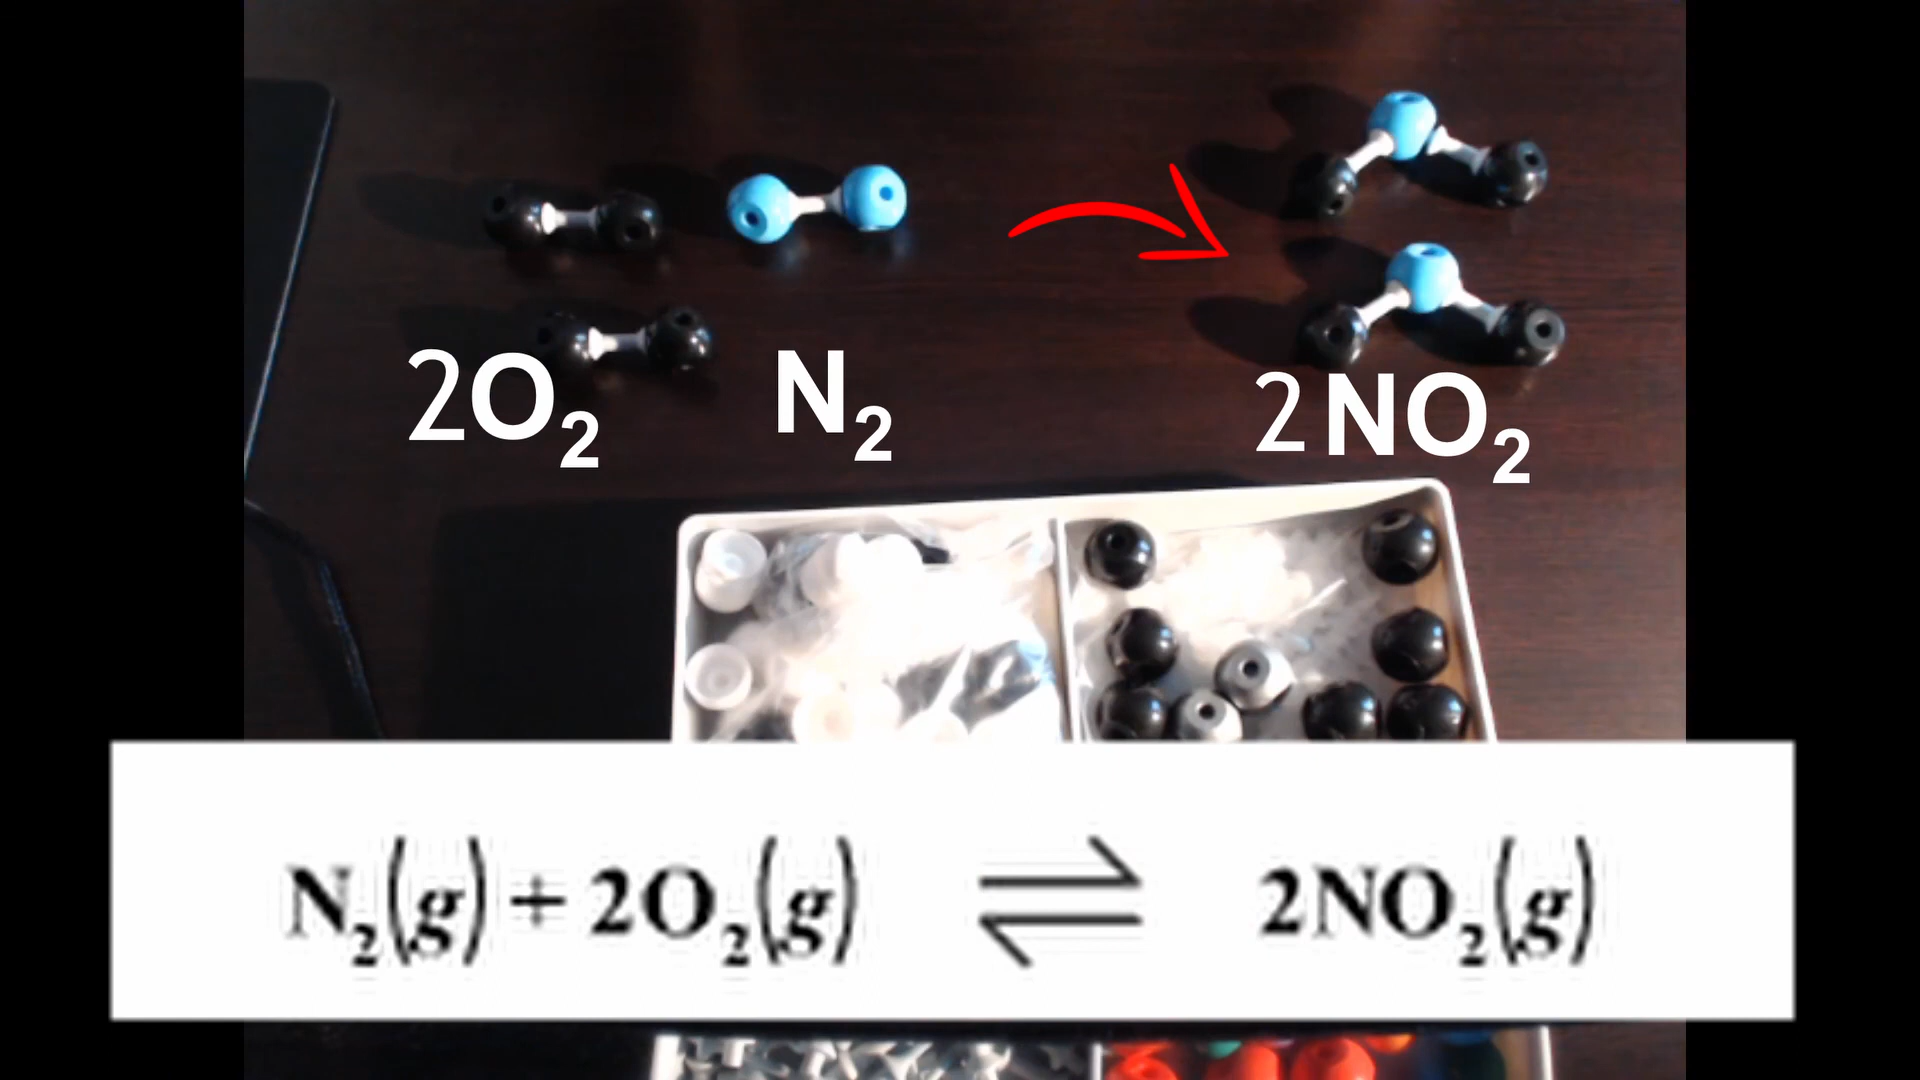 2O₂ N₂ 2NO₂
N₂(g) + 2O₂(g) ⇌ 2NO₂(g)